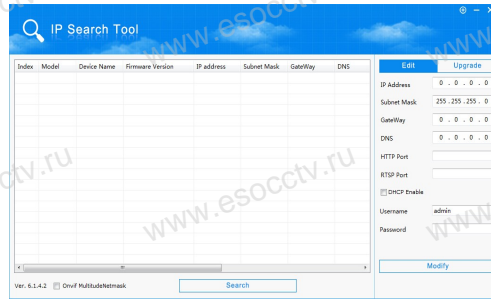 IP Search Tool
www.esocctv.ru
Index Model Device Name Firmware Version IP address Subnet Mask GateWay DNS
Edit Upgrade
IP Address 0 . 0 . 0 . 0
Subnet Mask 255 . 255 . 255 . 0
GateWay 0 . 0 . 0 . 0
DNS 0 . 0 . 0 . 0
HTTP Port
RTSP Port
DHCP Enable
Username admin
Password
Modify
www.esocctv.ru
Ver. 6.1.4.2 Onvif MultitudeNetmask Search